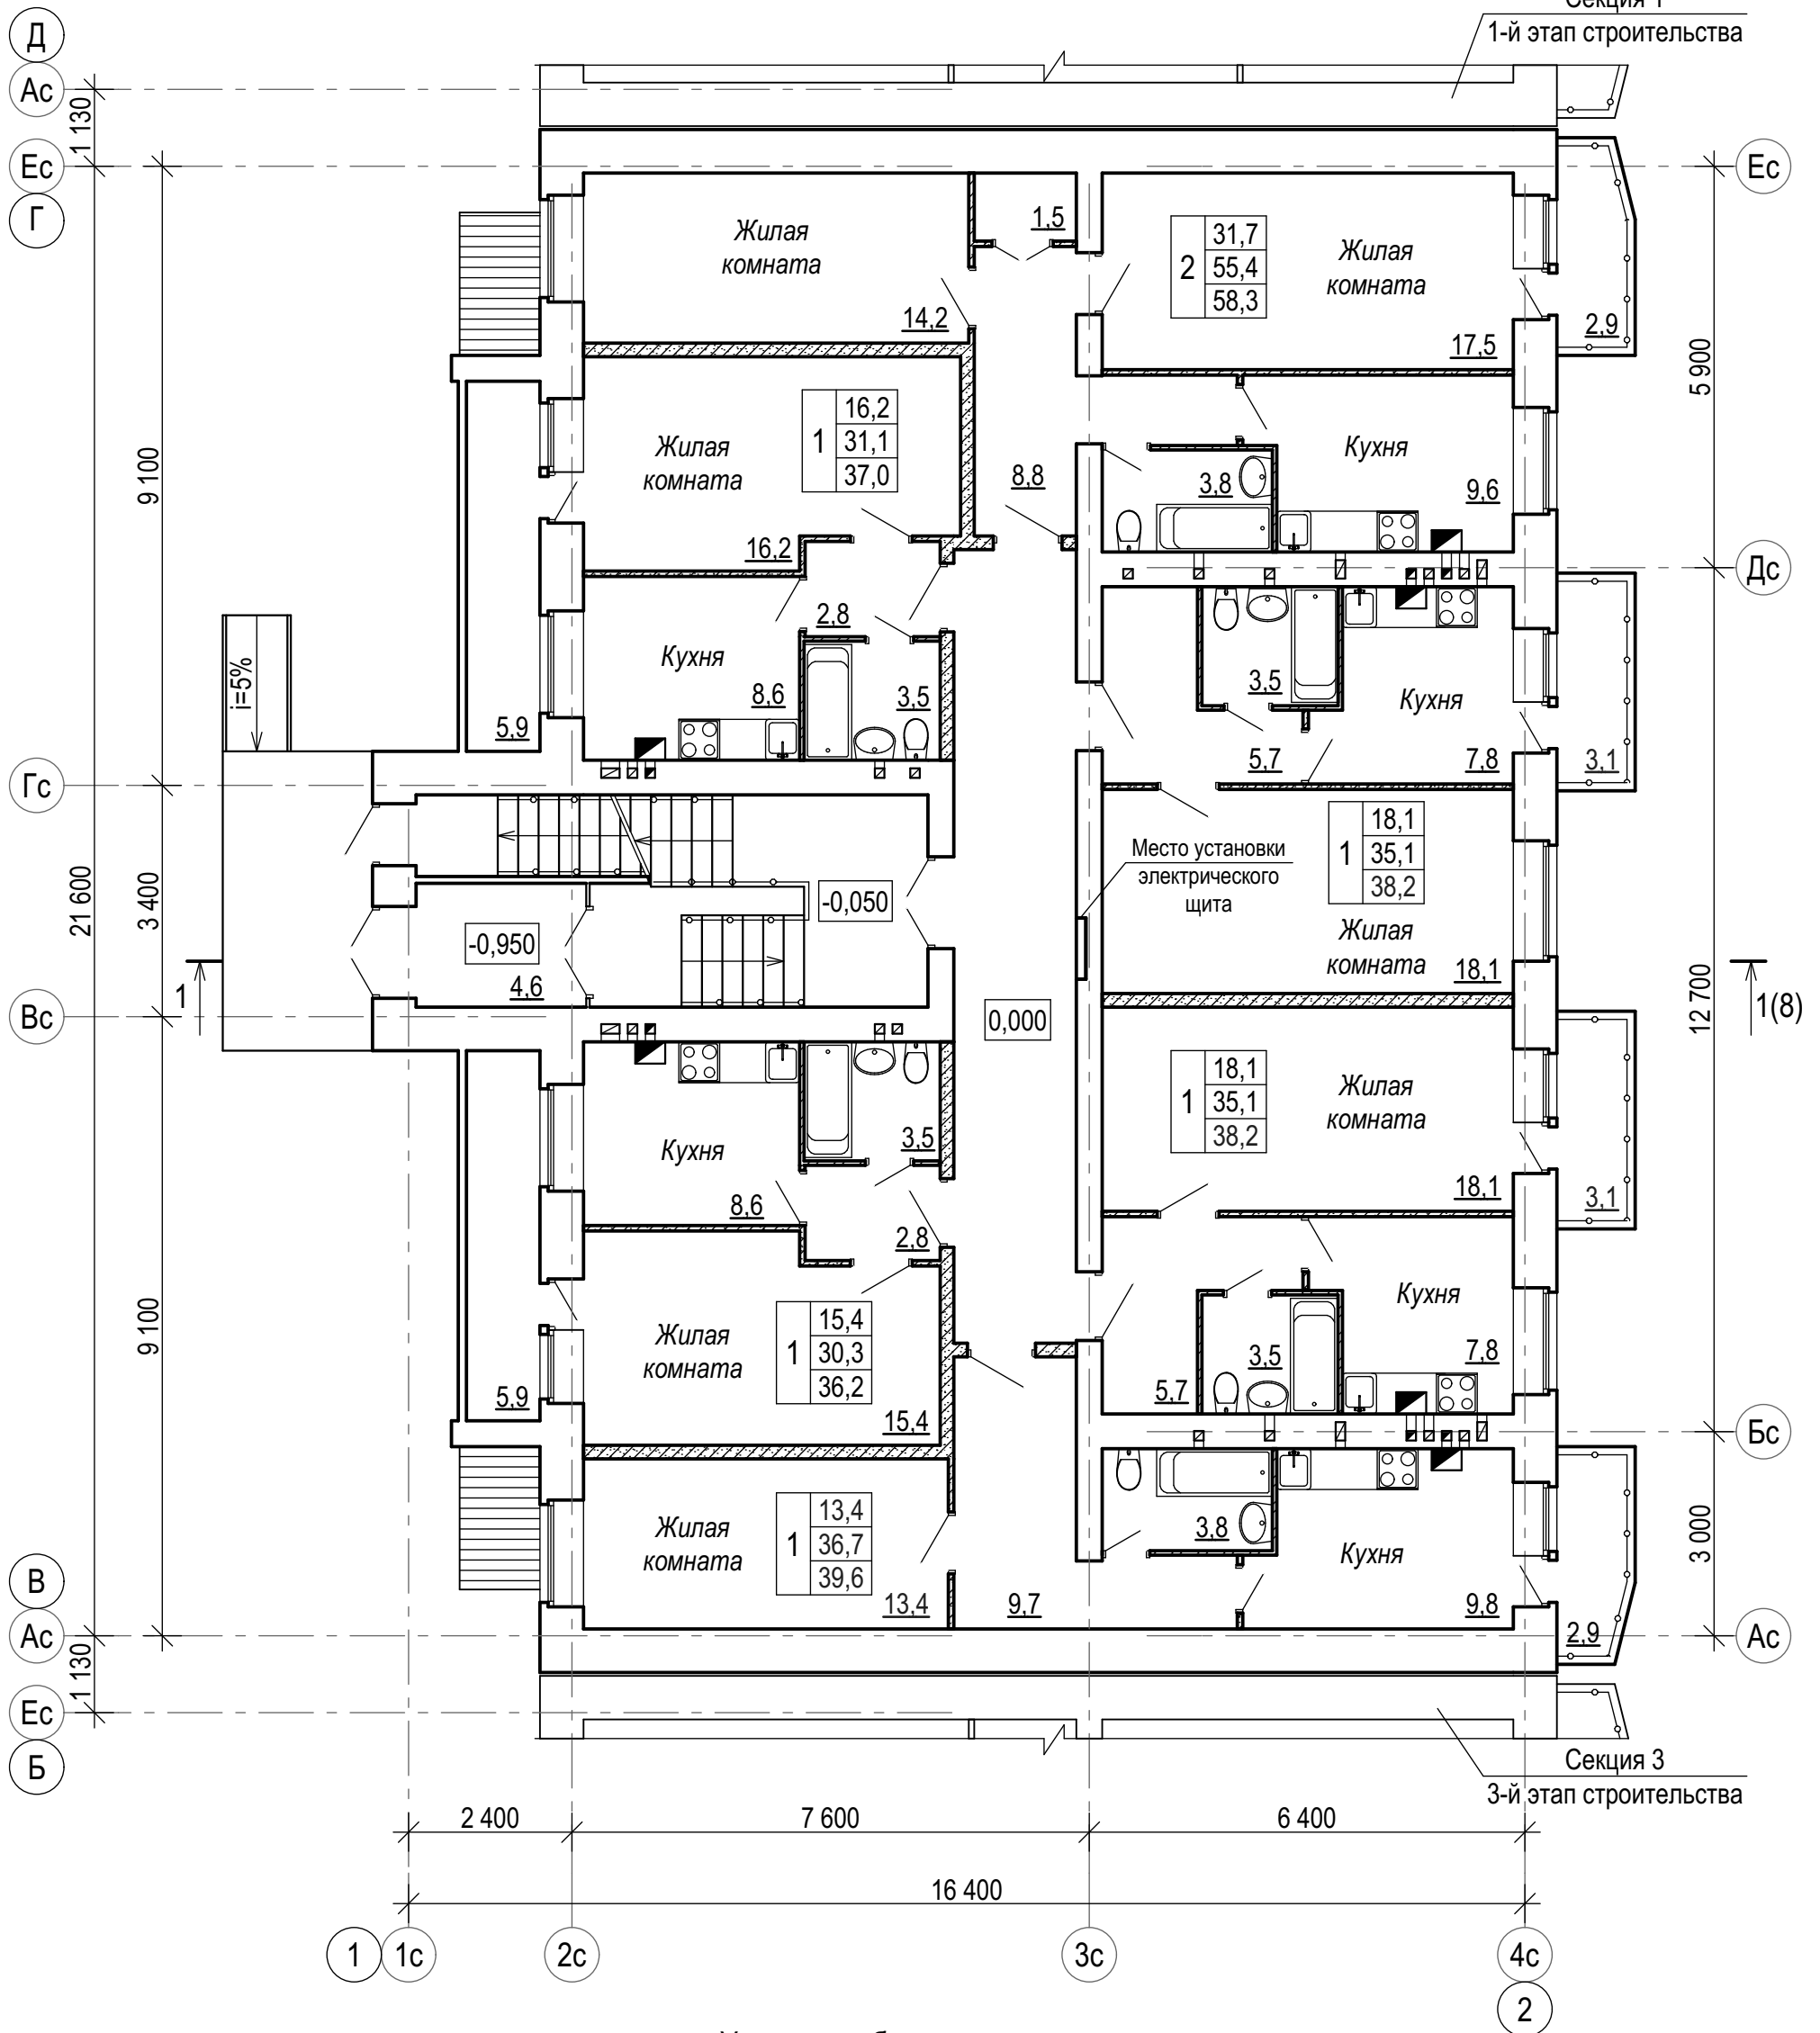 1-й этап строительства
Д
Ас
1 130
Ес
Г
Ес
Жилая
комната
14,2
1,5
2
31,7
55,4
58,3
Жилая
комната
17,5
2,9
5 900
9 100
Жилая
комната
1
16,2
31,1
37,0
16,2
8,8
3,8
Кухня
9,6
Дс
2,8
Кухня
8,6
3,5
5,9
i=5%
3,5
Кухня
5,7
7,8
3,1
Гс
21 600
3 400
Место установки
электрического
щита
1
18,1
35,1
38,2
Жилая
комната
18,1
-0,050
-0,950
4,6
1
1(8)
12 700
Вс
0,000
1
18,1
35,1
38,2
Жилая
комната
18,1
3,1
Кухня
3,5
8,6
2,8
9 100
Жилая
комната
1
15,4
30,3
36,2
15,4
5,9
Кухня
3,5
5,7
7,8
Бс
Жилая
комната
1
13,4
36,7
39,6
13,4
9,7
3,8
Кухня
9,8
2,9
3 000
В
Ас
Ас
1 130
Ес
Б
Секция 3
3-й этап строительства
2 400
7 600
6 400
16 400
1
1с
2с
3с
4с
2